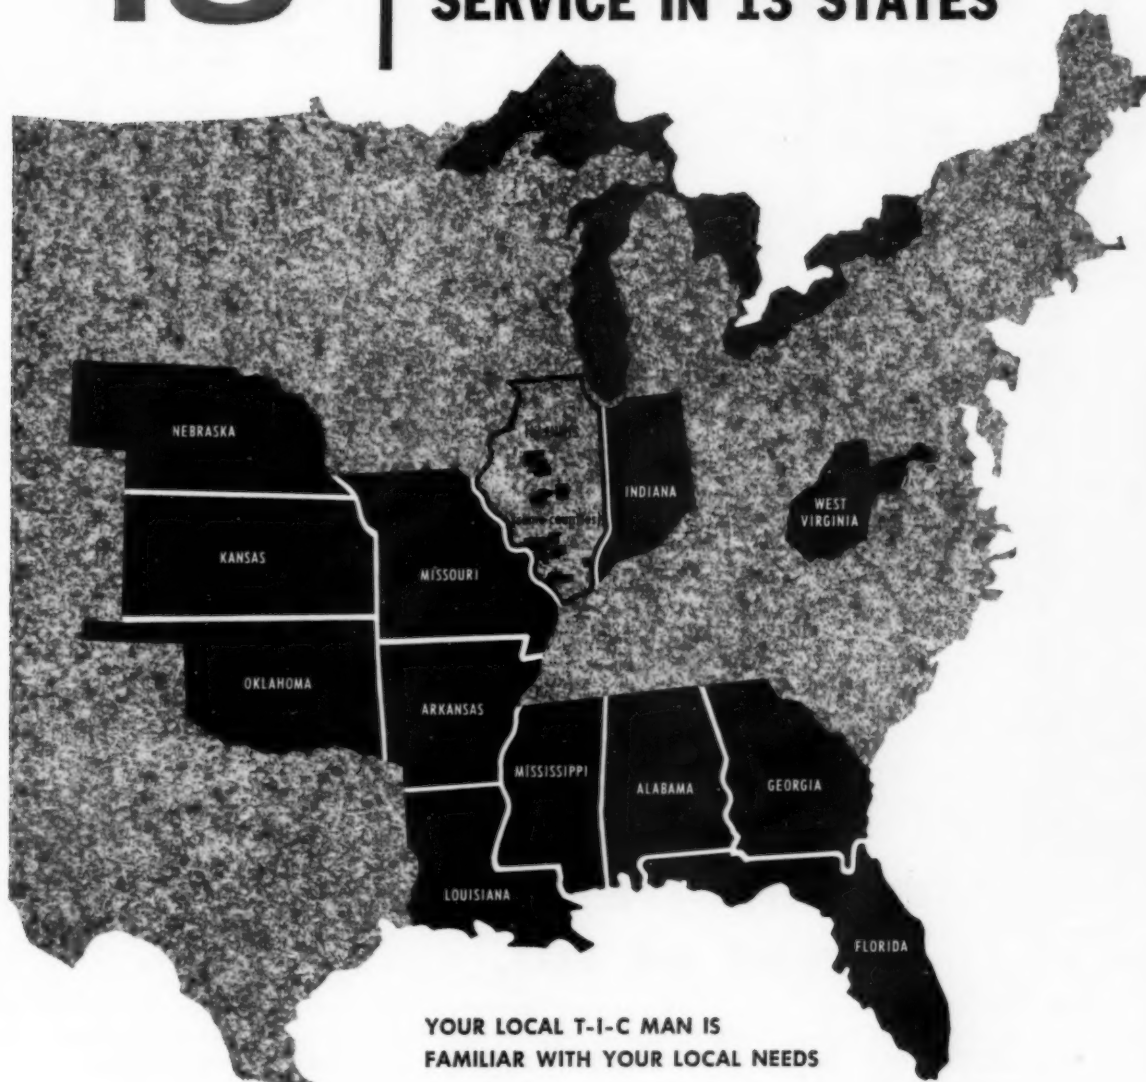 SERVICE IN 13 STATES
NEBRASKA
INDIANA
WEST
VIRGINIA
KANSAS
MISSOURI
OKLAHOMA
ARKANSAS
MISSISSIPPI
ALABAMA
GEORGIA
LOUISIANA
FLORIDA
YOUR LOCAL T-I-C MAN IS
FAMILIAR WITH YOUR LOCAL NEEDS